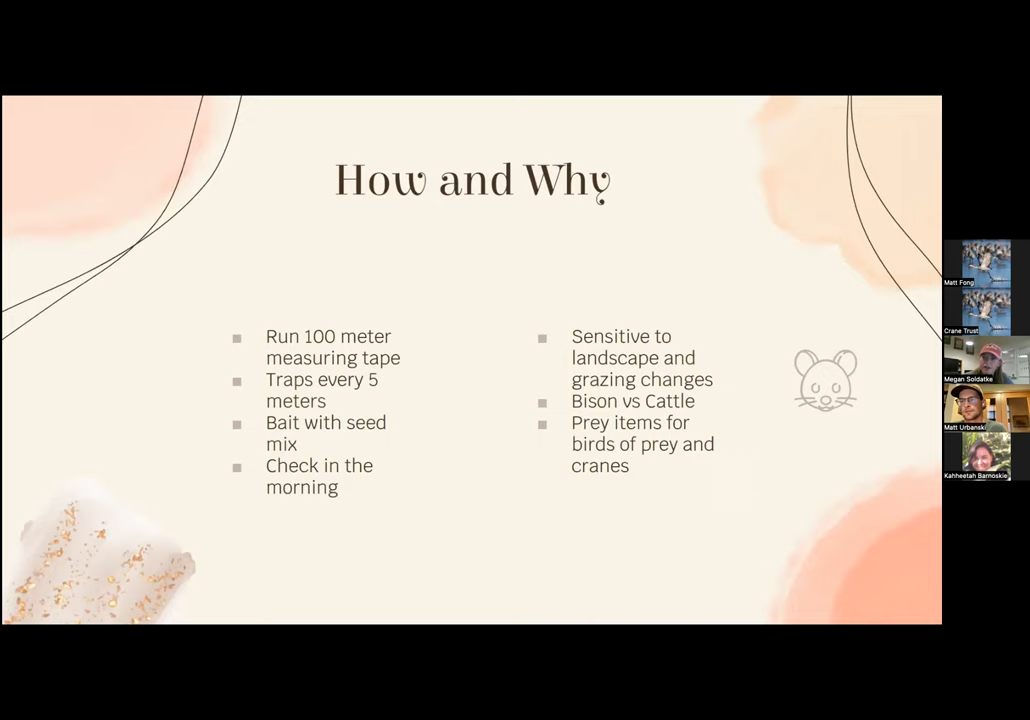 How and Why
Run 100 meter
measuring tape
Traps every 5
meters
Bait with seed
mix
Check in the
morning
Sensitive to
landscape and
grazing changes
Bison vs Cattle
Prey items for
birds of prey and
cranes
Matt Fong
Crane Trust
Megan Soldatke
Matt Urbanski
Kahheetah Barnoskie